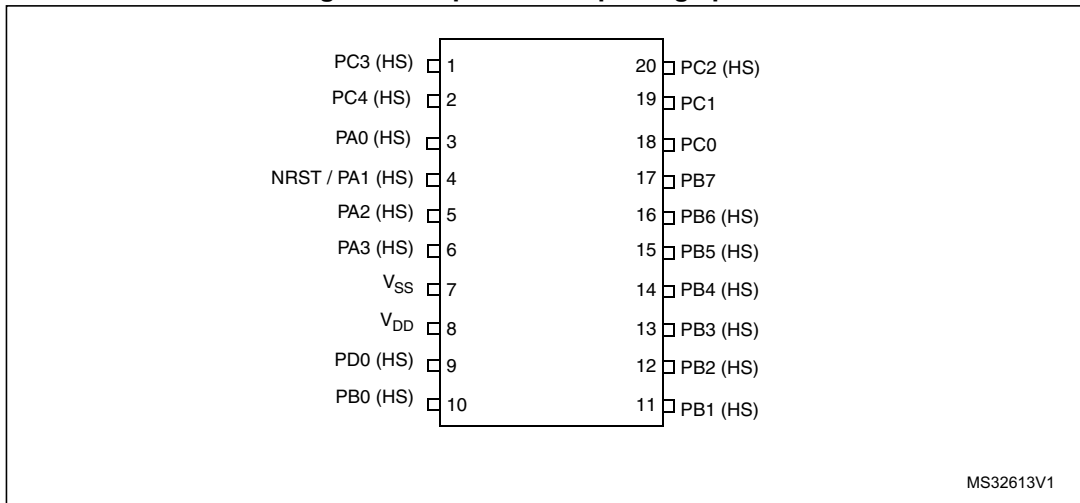 PC3 (HS) 1 20 PC2 (HS)
PC4 (HS) 2 19 PC1
PA0 (HS) 3 18 PC0
NRST / PA1 (HS) 4 17 PB7
PA2 (HS) 5 16 PB6 (HS)
PA3 (HS) 6 15 PB5 (HS)
VSS 7 14 PB4 (HS)
VDD 8 13 PB3 (HS)
PD0 (HS) 9 12 PB2 (HS)
PB0 (HS) 10 11 PB1 (HS)
MS32613V1